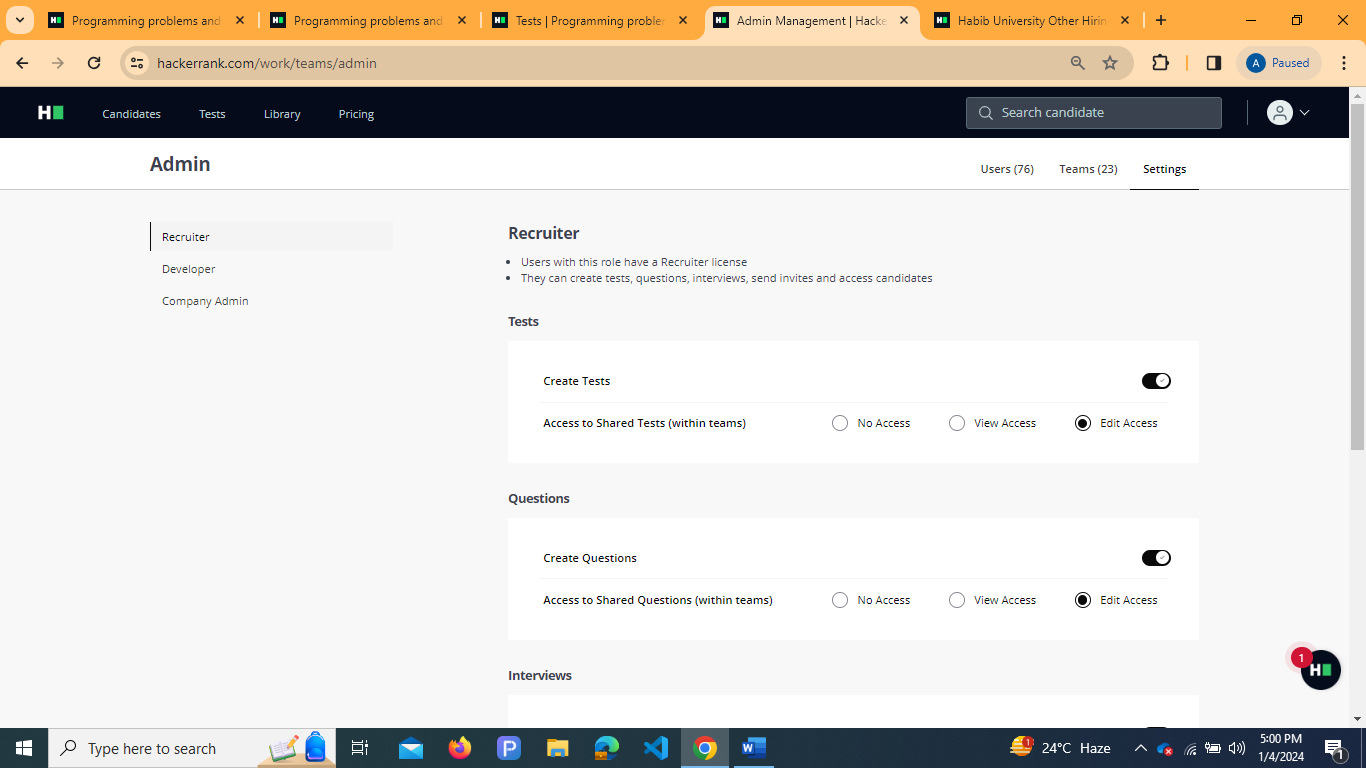 Programming problems and
Programming problems and
Tests | Programming problem
Admin Management | Hacke
Habib University Other Hirin
hackerrank.com/work/teams/admin
A Paused
H
Candidates
Tests
Library
Pricing
Search candidate
Admin
Users (76)
Teams (23)
Settings
Recruiter
Developer
Company Admin
Recruiter
Users with this role have a Recruiter license
They can create tests, questions, interviews, send invites and access candidates
Tests
Create Tests
Access to Shared Tests (within teams) No Access View Access Edit Access
Questions
Create Questions
Access to Shared Questions (within teams) No Access View Access Edit Access
Interviews
1
H
Type here to search
1
24°C Haze
5:00 PM
1/4/2024
1